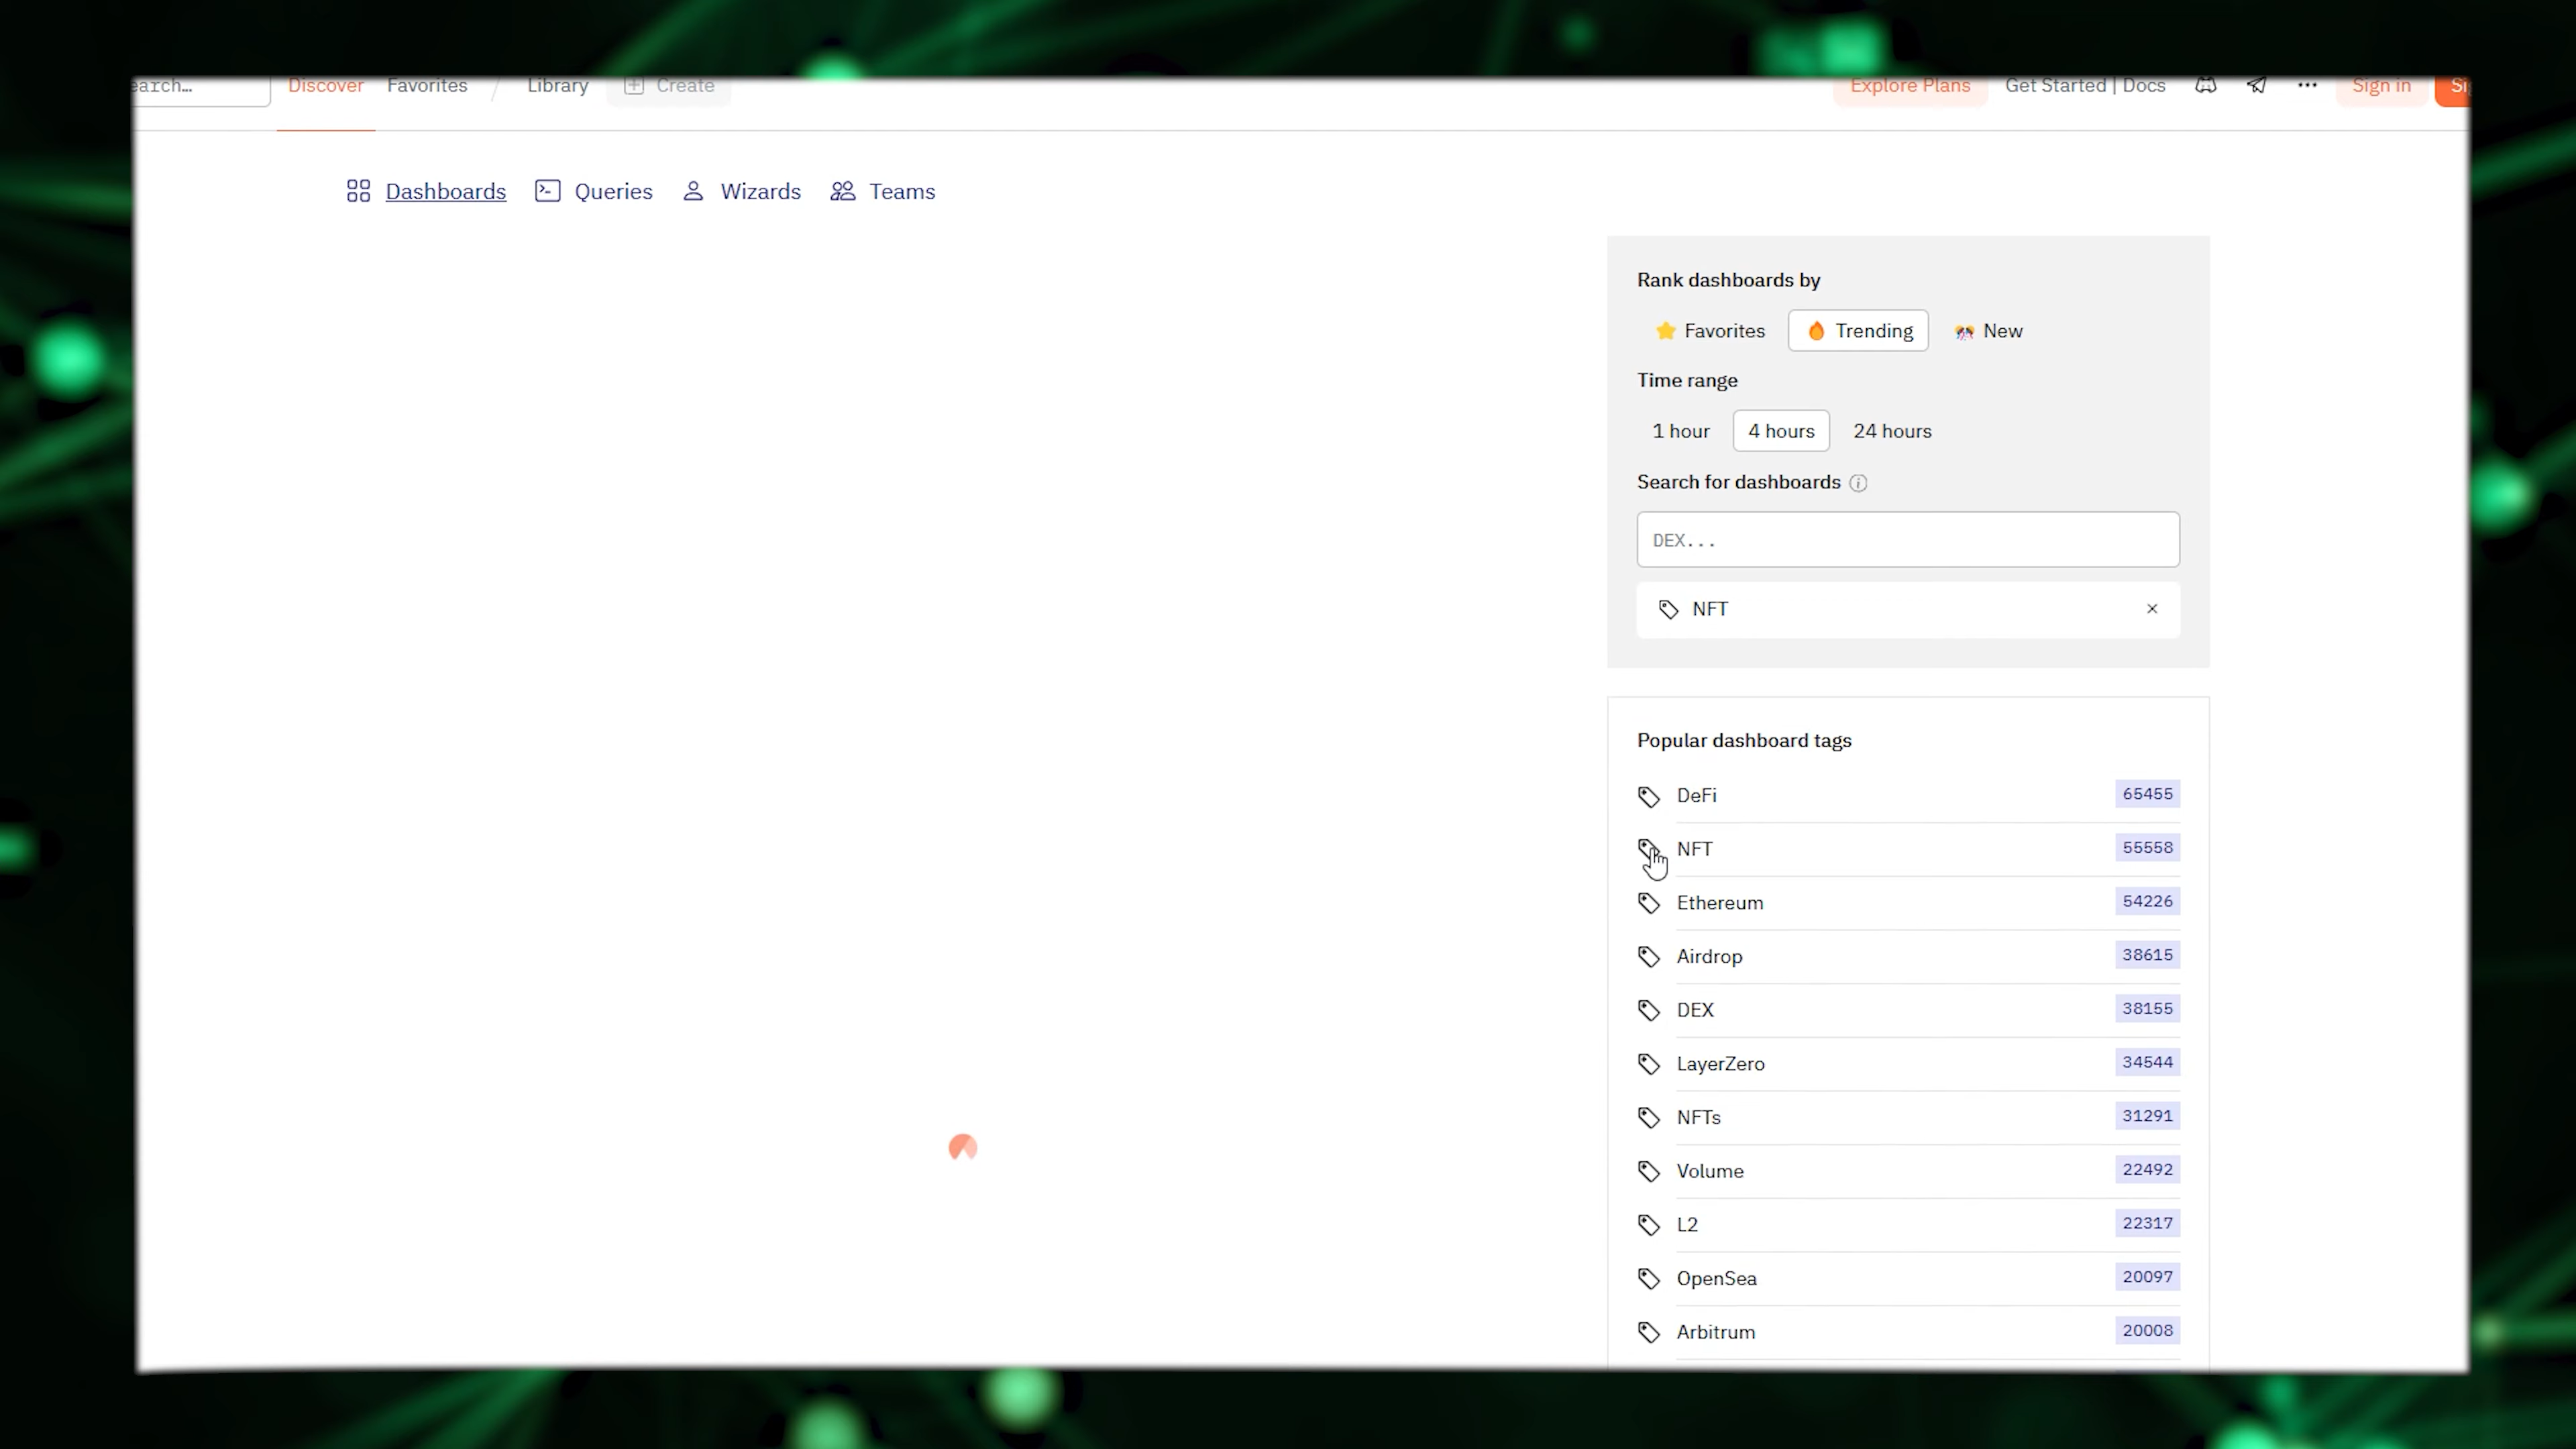 earch... Discover Favorites / Library Create Explore Plans Get Started | Docs ... Sign in
Dashboards Queries Wizards Teams
Rank dashboards by
Favorites Trending New
Time range
1 hour 4 hours 24 hours
Search for dashboards
DEX...
NFT
Popular dashboard tags
DeFi 65455
NFT 55558
Ethereum 54226
Airdrop 38615
DEX 38155
LayerZero 34544
NFTs 31291
Volume 22492
L2 22317
OpenSea 20097
Arbitrum 20008